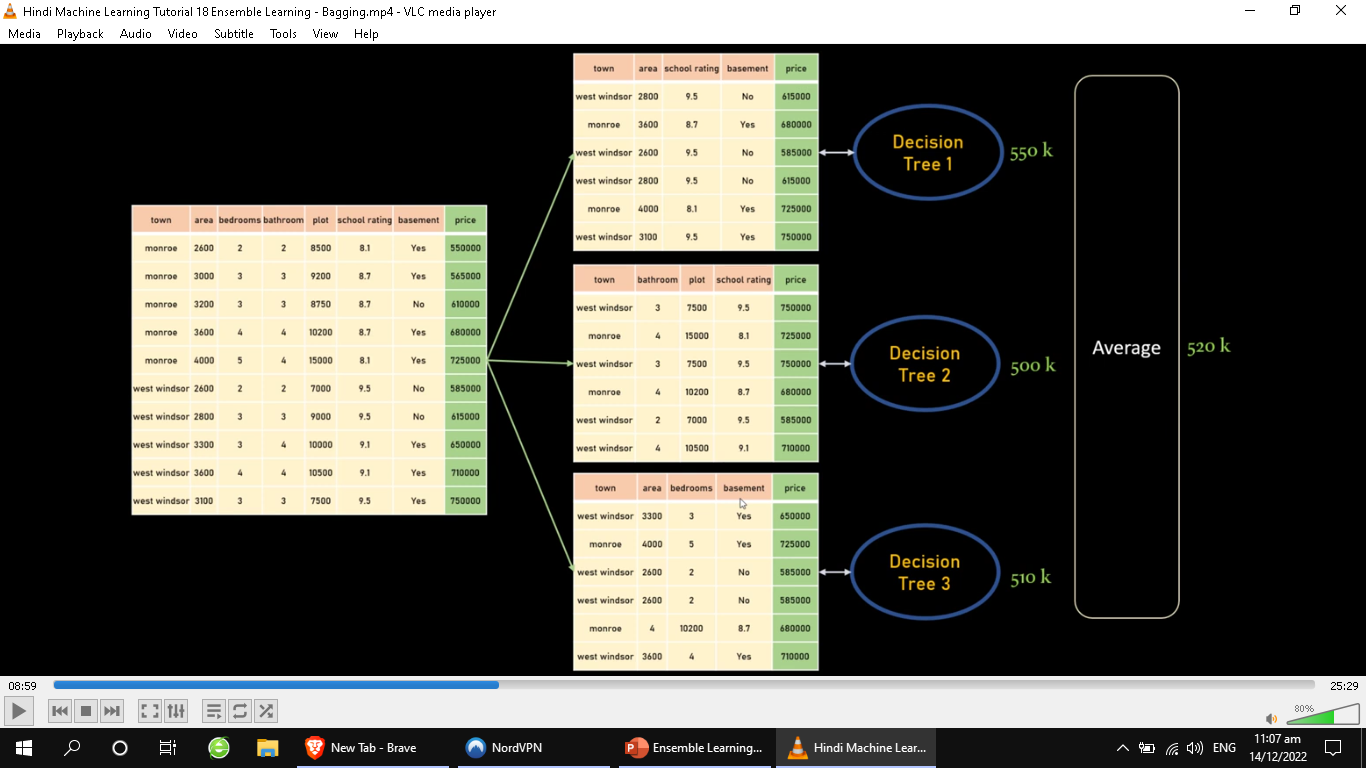 Hindi Machine Learning Tutorial 18 Ensemble Learning - Bagging.mp4 - VLC media player
Media Playback Audio Video Subtitle Tools View Help
town area bedrooms bathroom plot school rating basement price
monroe 2600 2 2 8500 8.1 Yes 550000
monroe 3000 3 3 9200 8.7 Yes 565000
monroe 3200 3 3 8750 8.7 No 610000
monroe 3600 4 4 10200 8.7 Yes 680000
monroe 4000 5 4 15000 8.1 Yes 725000
west windsor 2600 2 2 7000 9.5 No 585000
west windsor 2800 3 3 9000 9.5 No 615000
west windsor 3300 3 4 10000 9.1 Yes 650000
west windsor 3600 4 4 10500 9.1 Yes 710000
west windsor 3100 3 3 7500 9.5 Yes 750000
town area school rating basement price
west windsor 2800 9.5 No 615000
monroe 3600 8.7 Yes 680000
west windsor 2600 9.5 No 585000
west windsor 2800 9.5 No 615000
monroe 4000 8.1 Yes 725000
west windsor 3100 9.5 Yes 750000
Decision
Tree 1
550 k
town bathroom plot school rating price
west windsor 3 7500 9.5 750000
monroe 4 15000 8.1 725000
west windsor 3 7500 9.5 750000
monroe 4 10200 8.7 680000
west windsor 2 7000 9.5 585000
west windsor 4 10500 9.1 710000
Decision
Tree 2
500 k
town area bedrooms basement price
west windsor 3300 3 Yes 650000
monroe 4000 5 Yes 725000
west windsor 2600 2 No 585000
west windsor 2600 2 No 585000
monroe 4 10200 8.7 680000
west windsor 3600 4 Yes 710000
Decision
Tree 3
510 k
Average
520 k
08:59 25:29
80%
New Tab - Brave
NordVPN
Ensemble Learning...
Hindi Machine Lear...
ENG
11:07 am
14/12/2022